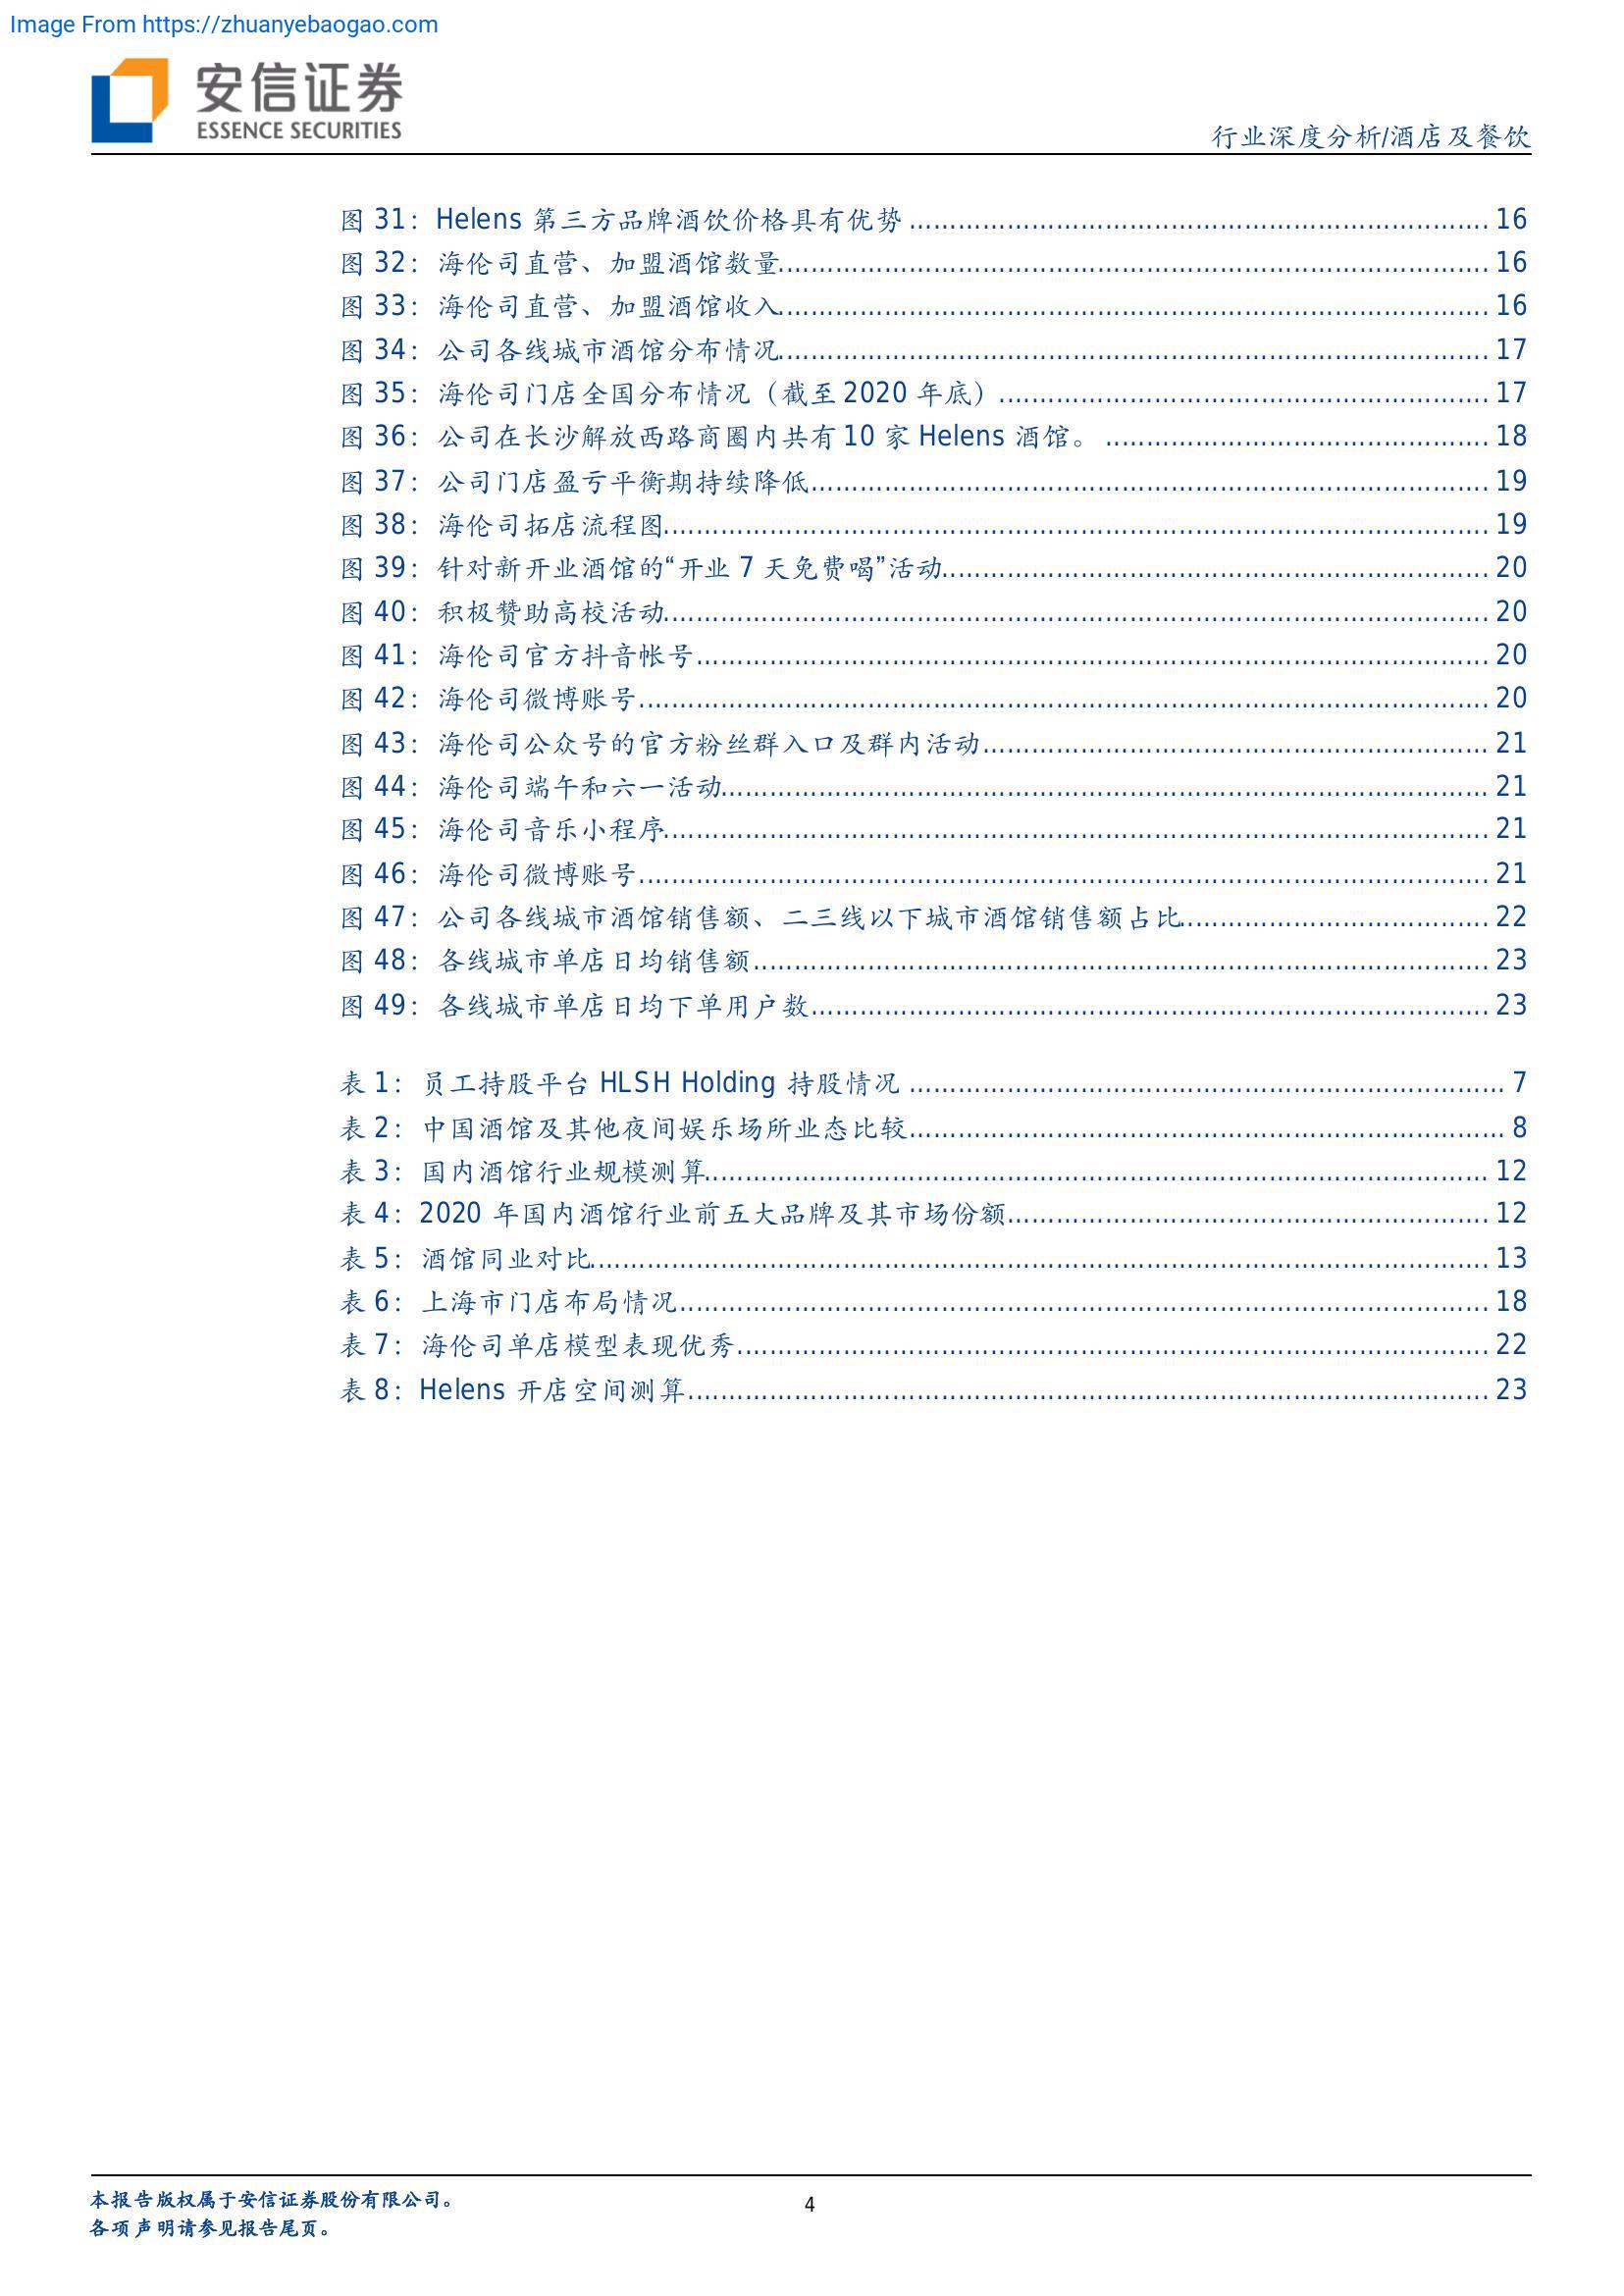 Image From https://zhuanyebaogao.com
安信证券
ESSENCE SECURITIES
行业深度分析/酒店及餐饮
图 31：Helens 第三方品牌酒饮价格具有优势 ........................ 16
图 32：海伦司直营、加盟酒馆数量........................ 16
图 33：海伦司直营、加盟酒馆收入........................ 16
图 34：公司各线城市酒馆分布情况........................ 17
图 35：海伦司门店全国分布情况（截至 2020 年底）........................ 17
图 36：公司在长沙解放西路商圈内共有 10 家 Helens 酒馆。 ........................ 18
图 37：公司门店盈亏平衡期持续降低........................ 19
图 38：海伦司拓店流程图........................ 19
图 39：针对新开业酒馆的“开业 7 天免费喝”活动........................ 20
图 40：积极赞助高校活动........................ 20
图 41：海伦司官方抖音帐号........................ 20
图 42：海伦司微博账号........................ 20
图 43：海伦司公众号的官方粉丝群入口及群内活动........................ 21
图 44：海伦司端午和六一活动........................ 21
图 45：海伦司音乐小程序........................ 21
图 46：海伦司微博账号........................ 21
图 47：公司各线城市酒馆销售额、二三线以下城市酒馆销售额占比........................ 22
图 48：各线城市单店日均销售额........................ 23
图 49：各线城市单店日均下单用户数........................ 23
表 1：员工持股平台 HLSH Holding 持股情况 ........................ 7
表 2：中国酒馆及其他夜间娱乐场所业态比较........................ 8
表 3：国内酒馆行业规模测算........................ 12
表 4：2020 年国内酒馆行业前五大品牌及其市场份额........................ 12
表 5：酒馆同业对比........................ 13
表 6：上海市门店布局情况........................ 18
表 7：海伦司单店模型表现优秀........................ 22
表 8：Helens 开店空间测算........................ 23
本报告版权属于安信证券股份有限公司。
4
各项声明请参见报告尾页。